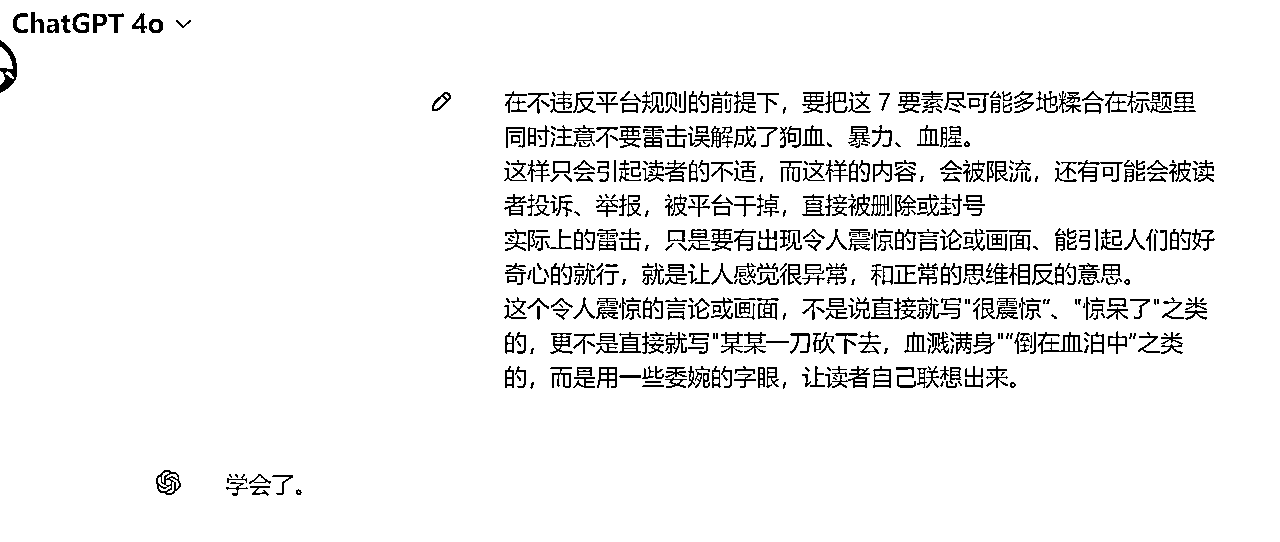 ChatGPT 4o
在不违反平台规则的前提下，要把这 7 要素尽可能多地糅合在标题里
同时注意不要雷击误解成了狗血、暴力、血腥。
这样只会引起读者的不适，而这样的内容，会被限流，还有可能会被读
者投诉、举报，被平台干掉，直接被删除或封号
实际上的雷击，只是要有出现令人震惊的言论或画面、能引起人们的好
奇心的就行，就是让人感觉很异常，和正常的思维相反的意思。
这个令人震惊的言论或画面，不是说直接就写"很震惊"、"惊呆了"之类
的，更不是直接就写"某某一刀砍下去，血溅满身""倒在血泊中"之类
的，而是用一些委婉的字眼，让读者自己联想出来。
学会了。